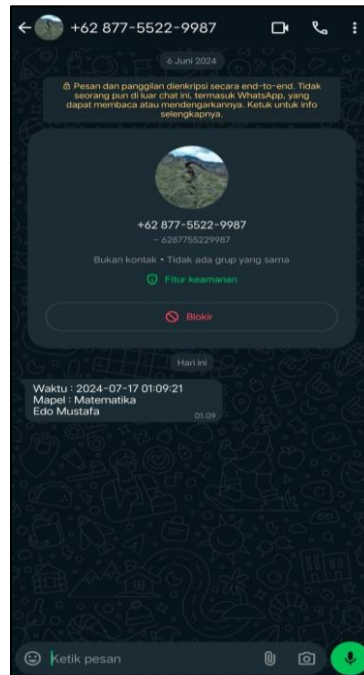 +62 877-5522-9987
6 Juni 2024
Pesan dan panggilan dienkripsi secara end-to-end. Tidak
seorang pun di luar chat ini, termasuk WhatsApp, yang
dapat membaca atau mendengarkannya. Ketuk untuk info
selengkapnya.
+62 877-5522-9987
~ 6287755229987
Bukan kontak • Tidak ada grup yang sama
Fitur keamanan
Blokir
Hari ini
Waktu : 2024-07-17 01:09:21
Mapel : Matematika
Edo Mustafa
01.09
Ketik pesan